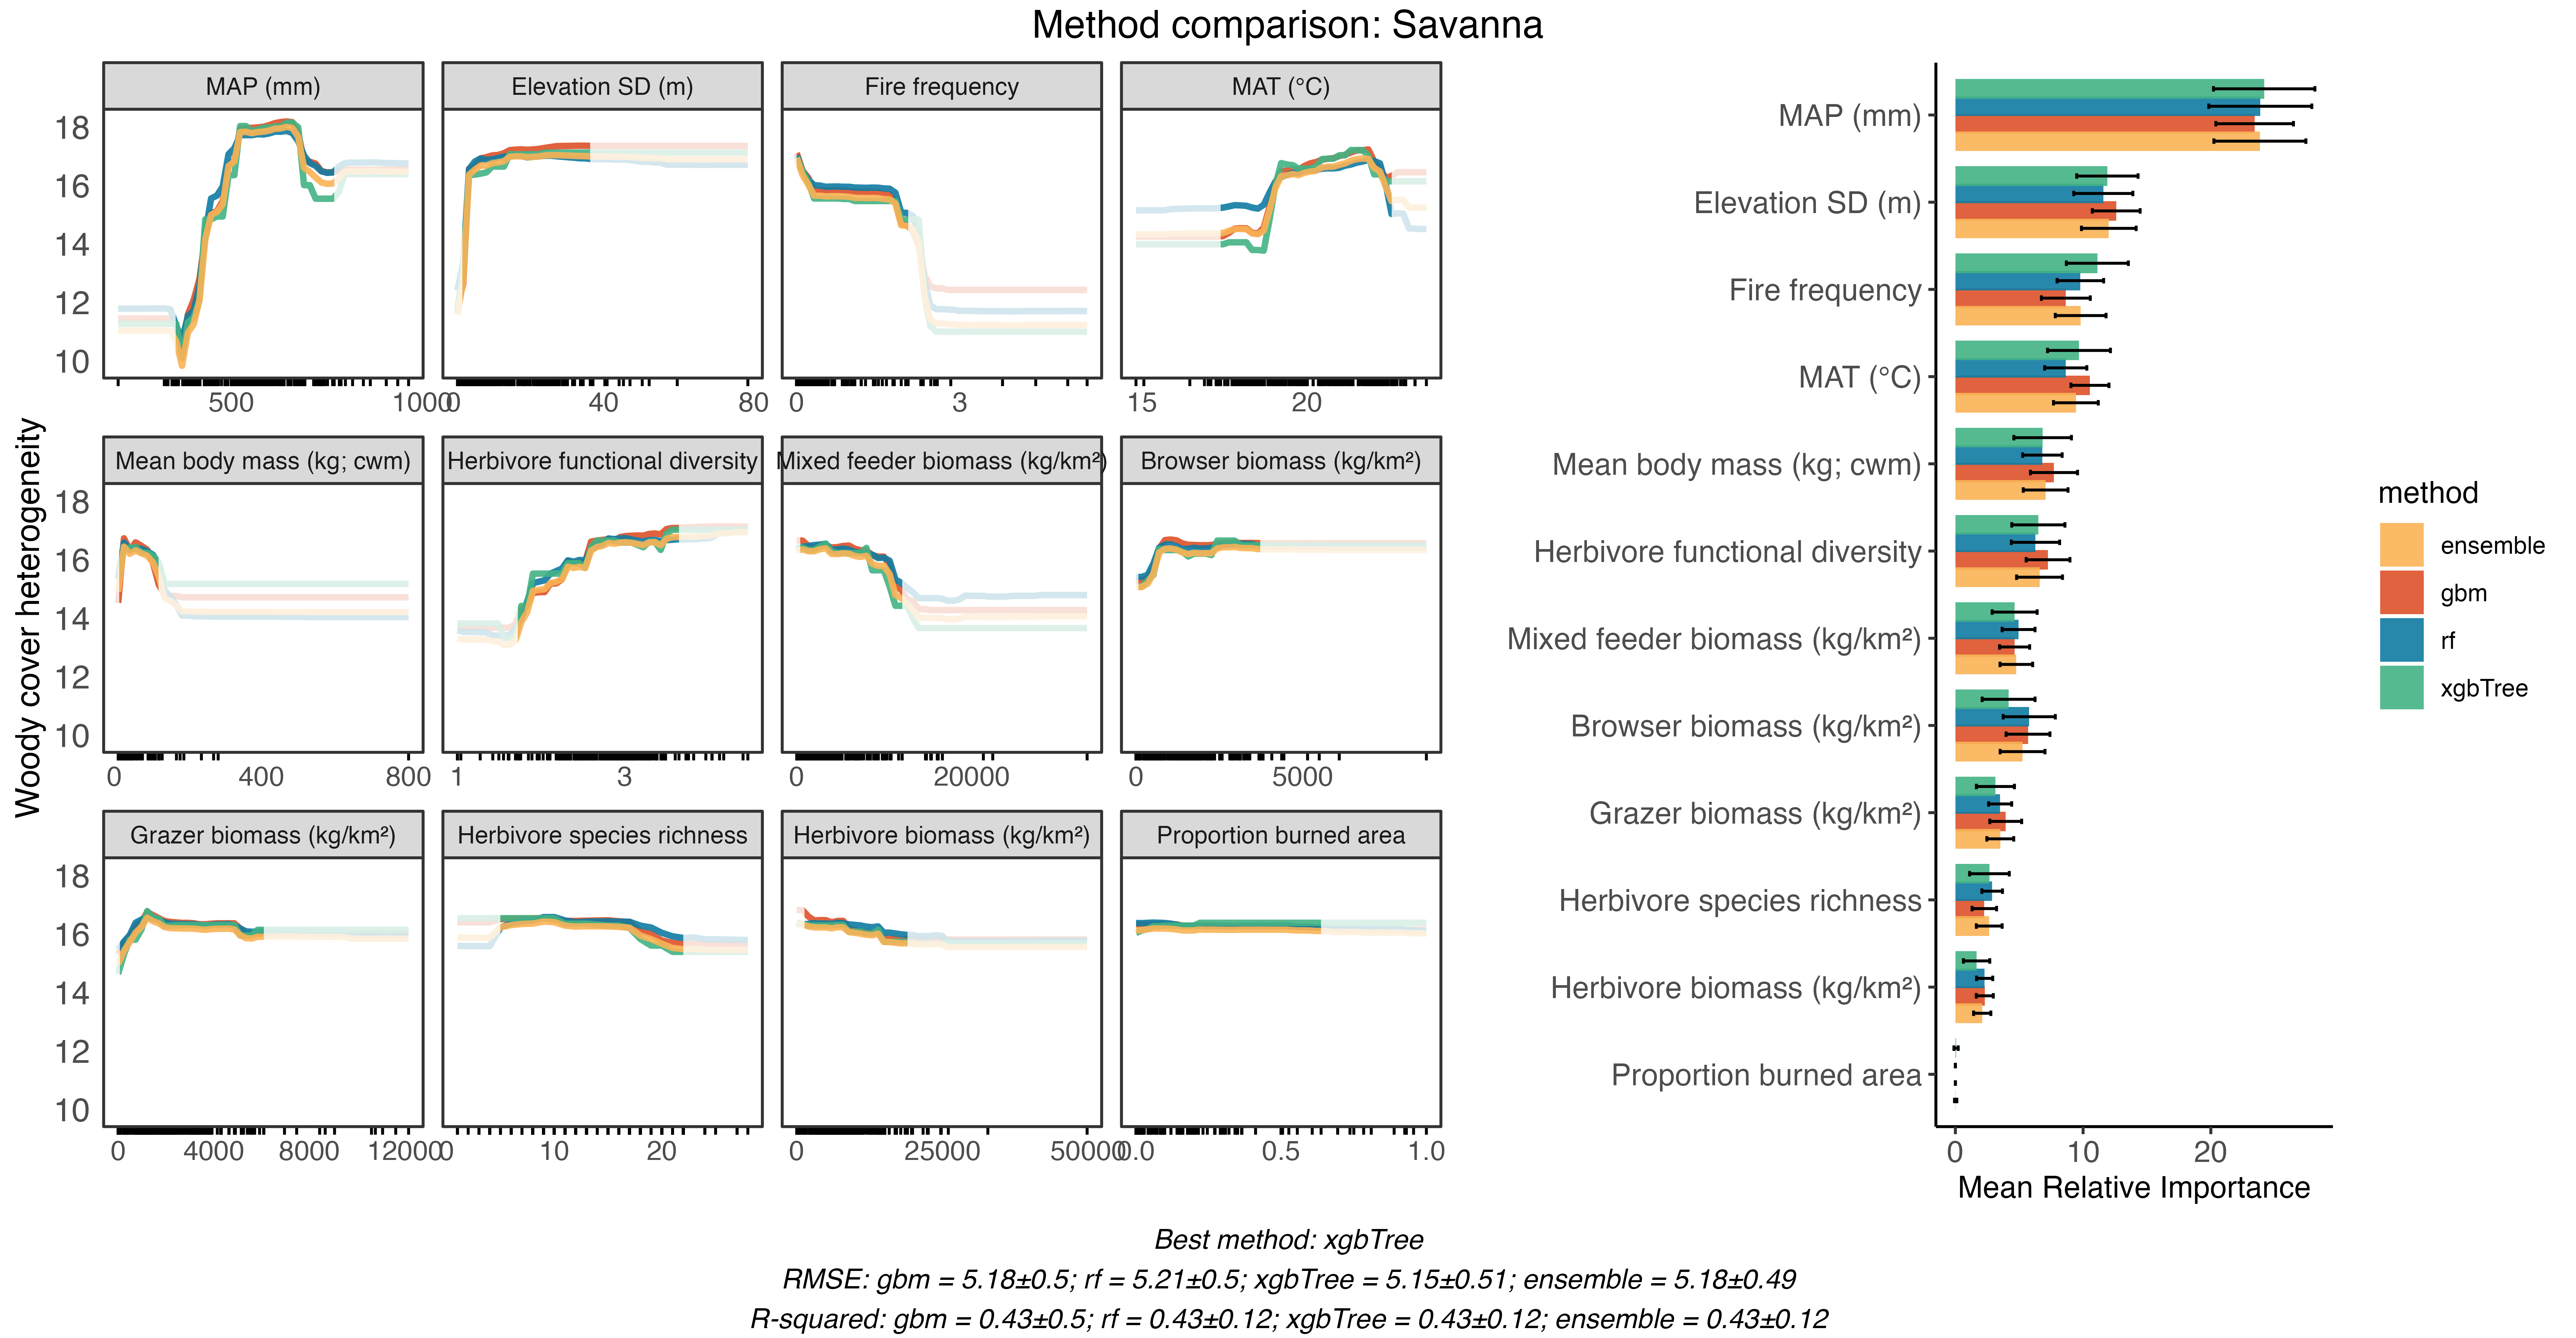 Method comparison: Savanna
MAP (mm)
Elevation SD (m)
Fire frequency
MAT (°C)
18
16
14
12
10
500
1000
0
40
80
0
3
15
20
Woody cover heterogeneity
Mean body mass (kg; cwm)
Herbivore functional diversity
Mixed feeder biomass (kg/km²)
Browser biomass (kg/km²)
18
16
14
12
10
0
400
800
1
3
0
20000
0
5000
Grazer biomass (kg/km²)
Herbivore species richness
Herbivore biomass (kg/km²)
Proportion burned area
18
16
14
12
10
0
4000
8000
12000
0
10
20
0
25000
50000
0.0
0.5
1.0
MAP (mm)
Elevation SD (m)
Fire frequency
MAT (°C)
Mean body mass (kg; cwm)
Herbivore functional diversity
Mixed feeder biomass (kg/km²)
Browser biomass (kg/km²)
Grazer biomass (kg/km²)
Herbivore species richness
Herbivore biomass (kg/km²)
Proportion burned area
0
10
20
Mean Relative Importance
method
ensemble
gbm
rf
xgbTree
Best method: xgbTree
RMSE: gbm = 5.18±0.5; rf = 5.21±0.5; xgbTree = 5.15±0.51; ensemble = 5.18±0.49
R-squared: gbm = 0.43±0.5; rf = 0.43±0.12; xgbTree = 0.43±0.12; ensemble = 0.43±0.12